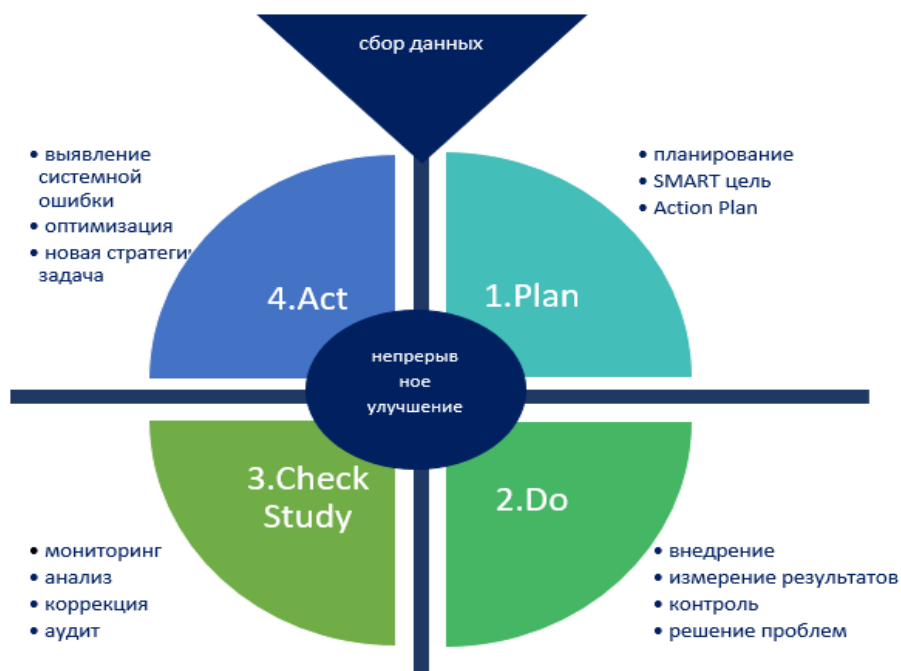 сбор данных
• выявление
системной
ошибки
• оптимизация
• новая стратеги
задача
• планирование
• SMART цель
• Action Plan
4.Act
1.Plan
непрерыв
ное
улучшение
3.Check
Study
2.Do
• мониторинг
• анализ
• коррекция
• аудит
• внедрение
• измерение результатов
• контроль
• решение проблем